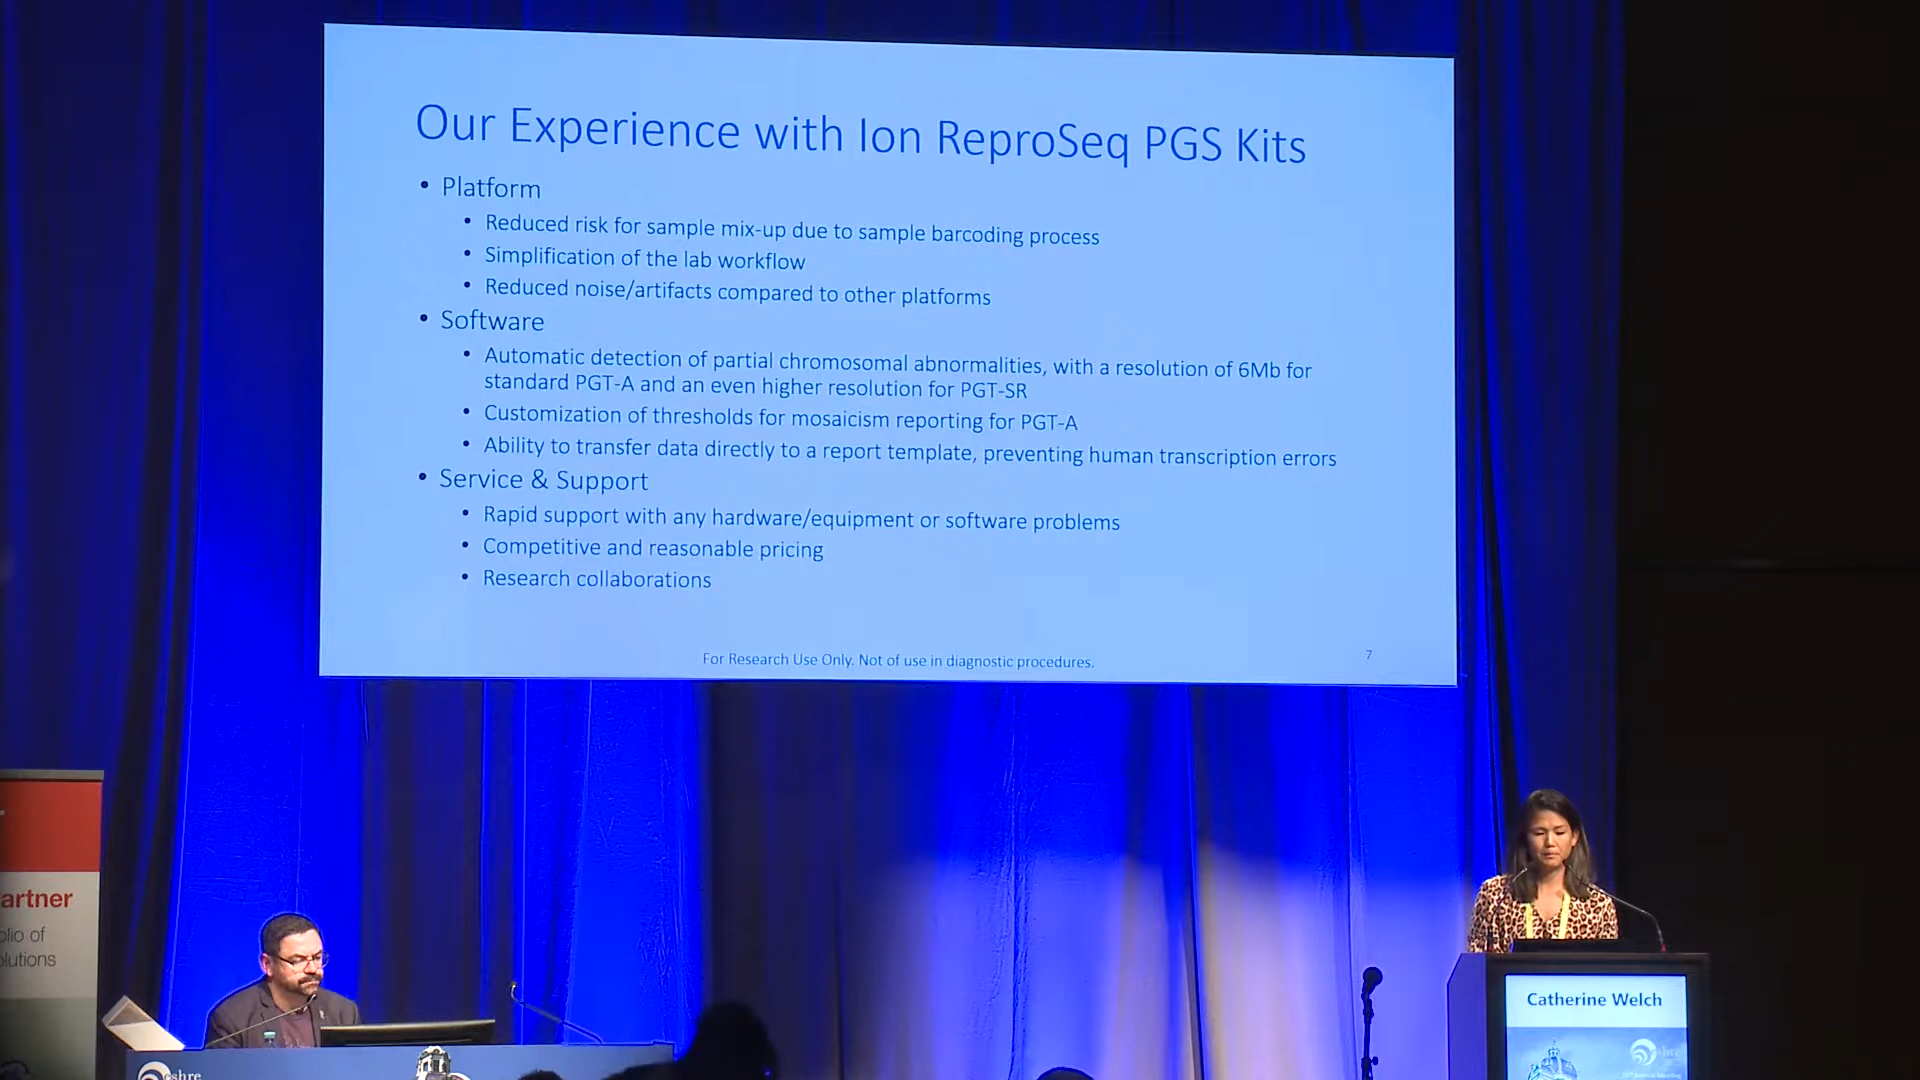 Our Experience with Ion ReproSeq PGS Kits
• Platform
• Reduced risk for sample mix-up due to sample barcoding process
• Simplification of the lab workflow
• Reduced noise/artifacts compared to other platforms
• Software
• Automatic detection of partial chromosomal abnormalities, with a resolution of 6Mb for
standard PGT-A and an even higher resolution for PGT-SR
• Customization of thresholds for mosaicism reporting for PGT-A
• Ability to transfer data directly to a report template, preventing human transcription errors
• Service & Support
• Rapid support with any hardware/equipment or software problems
• Competitive and reasonable pricing
• Research collaborations
For Research Use Only. Not of use in diagnostic procedures.
7
artner
olio of
olutions
eshre
Catherine Welch
eshre